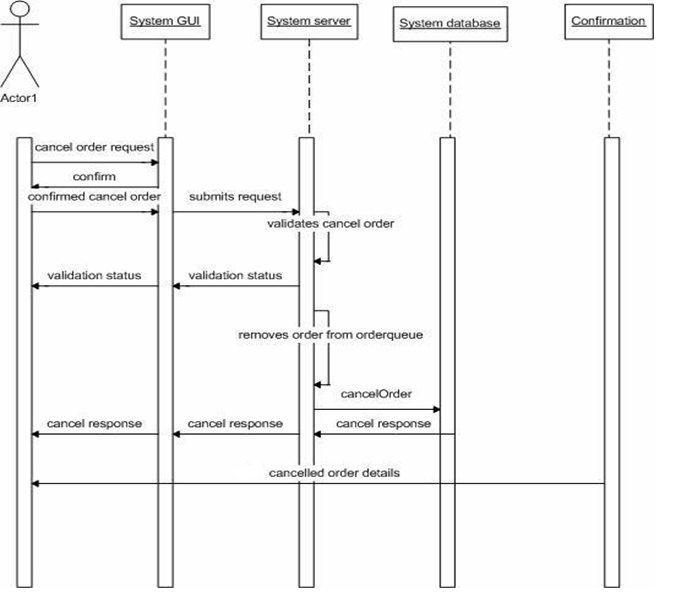 System GUI
System server
System database
Confirmation
Actor1
cancel order request
confirm
confirmed cancel order
submits request
validates cancel order
validation status
validation status
removes order from orderqueue
cancelOrder
cancel response
cancel response
cancel response
cancelled order details